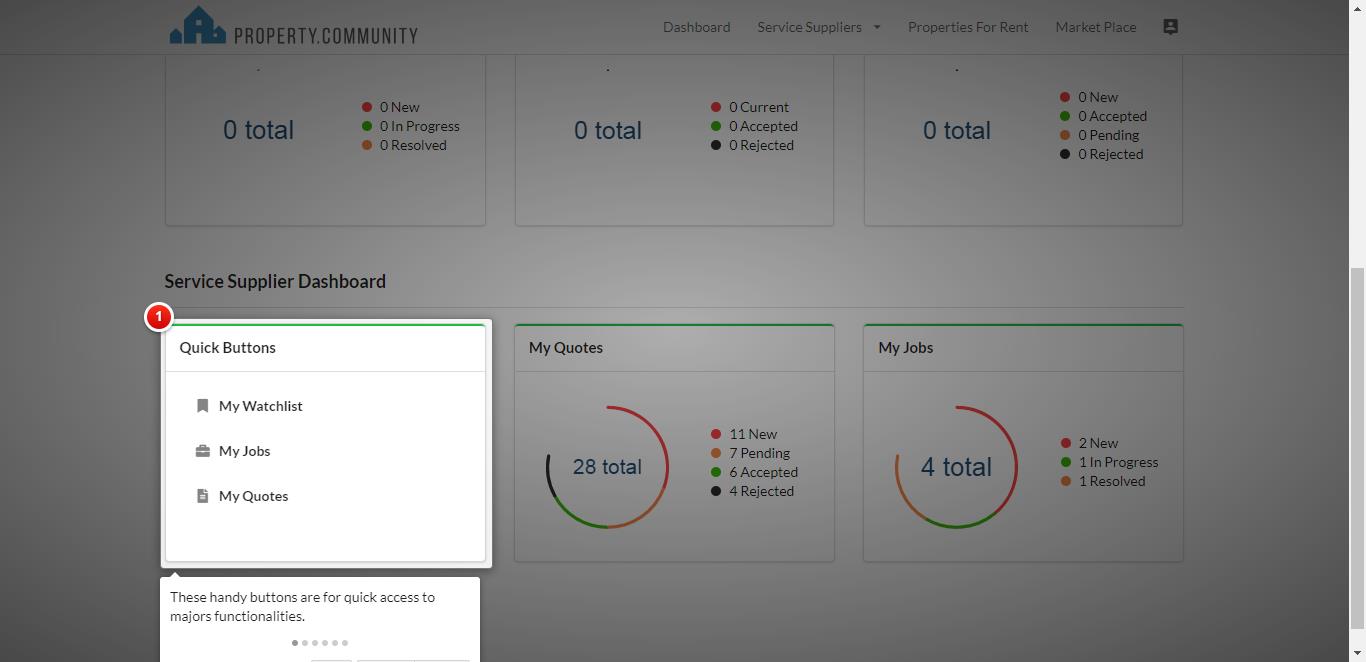 PROPERTY.COMMUNITY
Dashboard
Service Suppliers
Properties For Rent
Market Place
0 total
0 New
0 In Progress
0 Resolved
0 total
0 Current
0 Accepted
0 Rejected
0 total
0 New
0 Accepted
0 Pending
0 Rejected
Service Supplier Dashboard
1
Quick Buttons
My Watchlist
My Jobs
My Quotes
My Quotes
28 total
11 New
7 Pending
6 Accepted
4 Rejected
My Jobs
4 total
2 New
1 In Progress
1 Resolved
These handy buttons are for quick access to
majors functionalities.